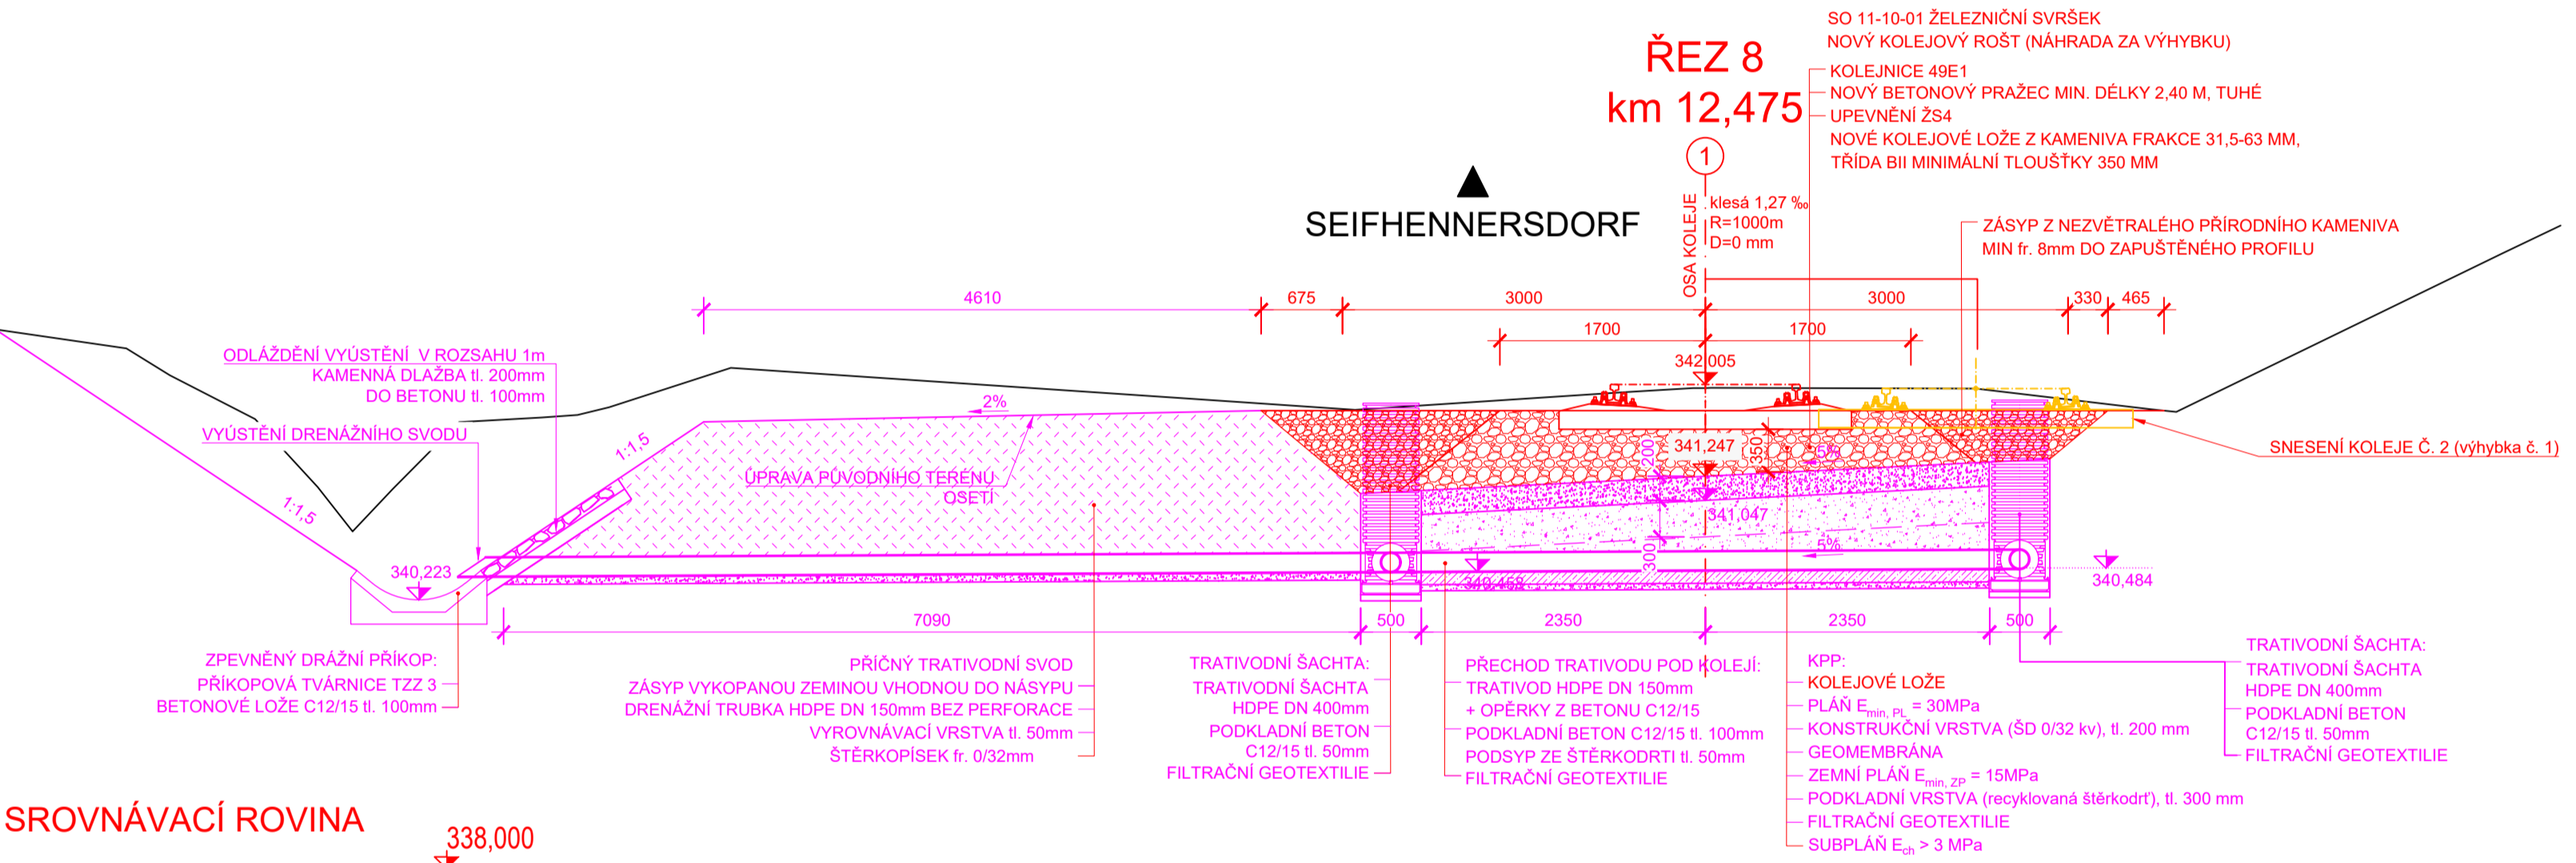 SO 11-10-01 ŽELEZNIČNÍ SVRŠEK
NOVÝ KOLEJOVÝ ROŠT (NÁHRADA ZA VÝHYBKU)
ŘEZ 8
km 12,475
KOLEJNICE 49E1
NOVÝ BETONOVÝ PRAŽEC MIN. DÉLKY 2,40 M, TUHÉ
UPEVNĚNÍ ŽS4
NOVÉ KOLEJOVÉ LOŽE Z KAMENIVA FRAKCE 31,5-63 MM,
TŘÍDA BII MINIMÁLNÍ TLOUŠŤKY 350 MM
1
SEIFHENNERSDORF
OSA KOLEJE
klesá 1,27 ‰
R=1000m
D=0 mm
ZÁSYP Z NEZVĚTRALÉHO PŘÍRODNÍHO KAMENIVA
MIN fr. 8mm DO ZAPUŠTĚNÉHO PROFILU
4610
675
3000
3000
330
465
1700
1700
342,005
ODLÁŽDĚNÍ VYÚSTĚNÍ V ROZSAHU 1m
KAMENNÁ DLAŽBA tl. 200mm
DO BETONU tl. 100mm
VYÚSTĚNÍ DRENÁŽNÍHO SVODU
2%
1:1,5
1:1,5
ÚPRAVA PŮVODNÍHO TERÉNU
OSETÍ
200
341,247
350
5%
SNESENÍ KOLEJE Č. 2 (výhybka č. 1)
341,047
300
5%
340,223
340,458
340,484
7090
500
2350
2350
500
ZPEVNĚNÝ DRÁŽNÍ PŘÍKOP:
PŘÍKOPOVÁ TVÁRNICE TZZ 3
BETONOVÉ LOŽE C12/15 tl. 100mm
PŘÍČNÝ TRATIVODNÍ SVOD
ZÁSYP VYKOPANOU ZEMINOU VHODNOU DO NÁSYPU
DRENÁŽNÍ TRUBKA HDPE DN 150mm BEZ PERFORACE
VYROVNÁVACÍ VRSTVA tl. 50mm
ŠTĚRKOPÍSEK fr. 0/32mm
TRATIVODNÍ ŠACHTA:
TRATIVODNÍ ŠACHTA
HDPE DN 400mm
PODKLADNÍ BETON
C12/15 tl. 50mm
FILTRAČNÍ GEOTEXTILIE
PŘECHOD TRATIVODU POD KOLEJÍ:
TRATIVOD HDPE DN 150mm
+ OPĚRKY Z BETONU C12/15
PODKLADNÍ BETON C12/15 tl. 100mm
PODSYP ZE ŠTĚRKODRTI tl. 50mm
FILTRAČNÍ GEOTEXTILIE
KPP:
KOLEJOVÉ LOŽE
PLÁŇ Emin, PL = 30MPa
KONSTRUKČNÍ VRSTVA (ŠD 0/32 kv), tl. 200 mm
GEOMEMBRÁNA
ZEMNÍ PLÁŇ Emin, ZP = 15MPa
PODKLADNÍ VRSTVA (recyklovaná štěrkodrť), tl. 300 mm
FILTRAČNÍ GEOTEXTILIE
SUBPLÁŇ Ech > 3 MPa
TRATIVODNÍ ŠACHTA:
TRATIVODNÍ ŠACHTA
HDPE DN 400mm
PODKLADNÍ BETON
C12/15 tl. 50mm
FILTRAČNÍ GEOTEXTILIE
SROVNÁVACÍ ROVINA
338,000